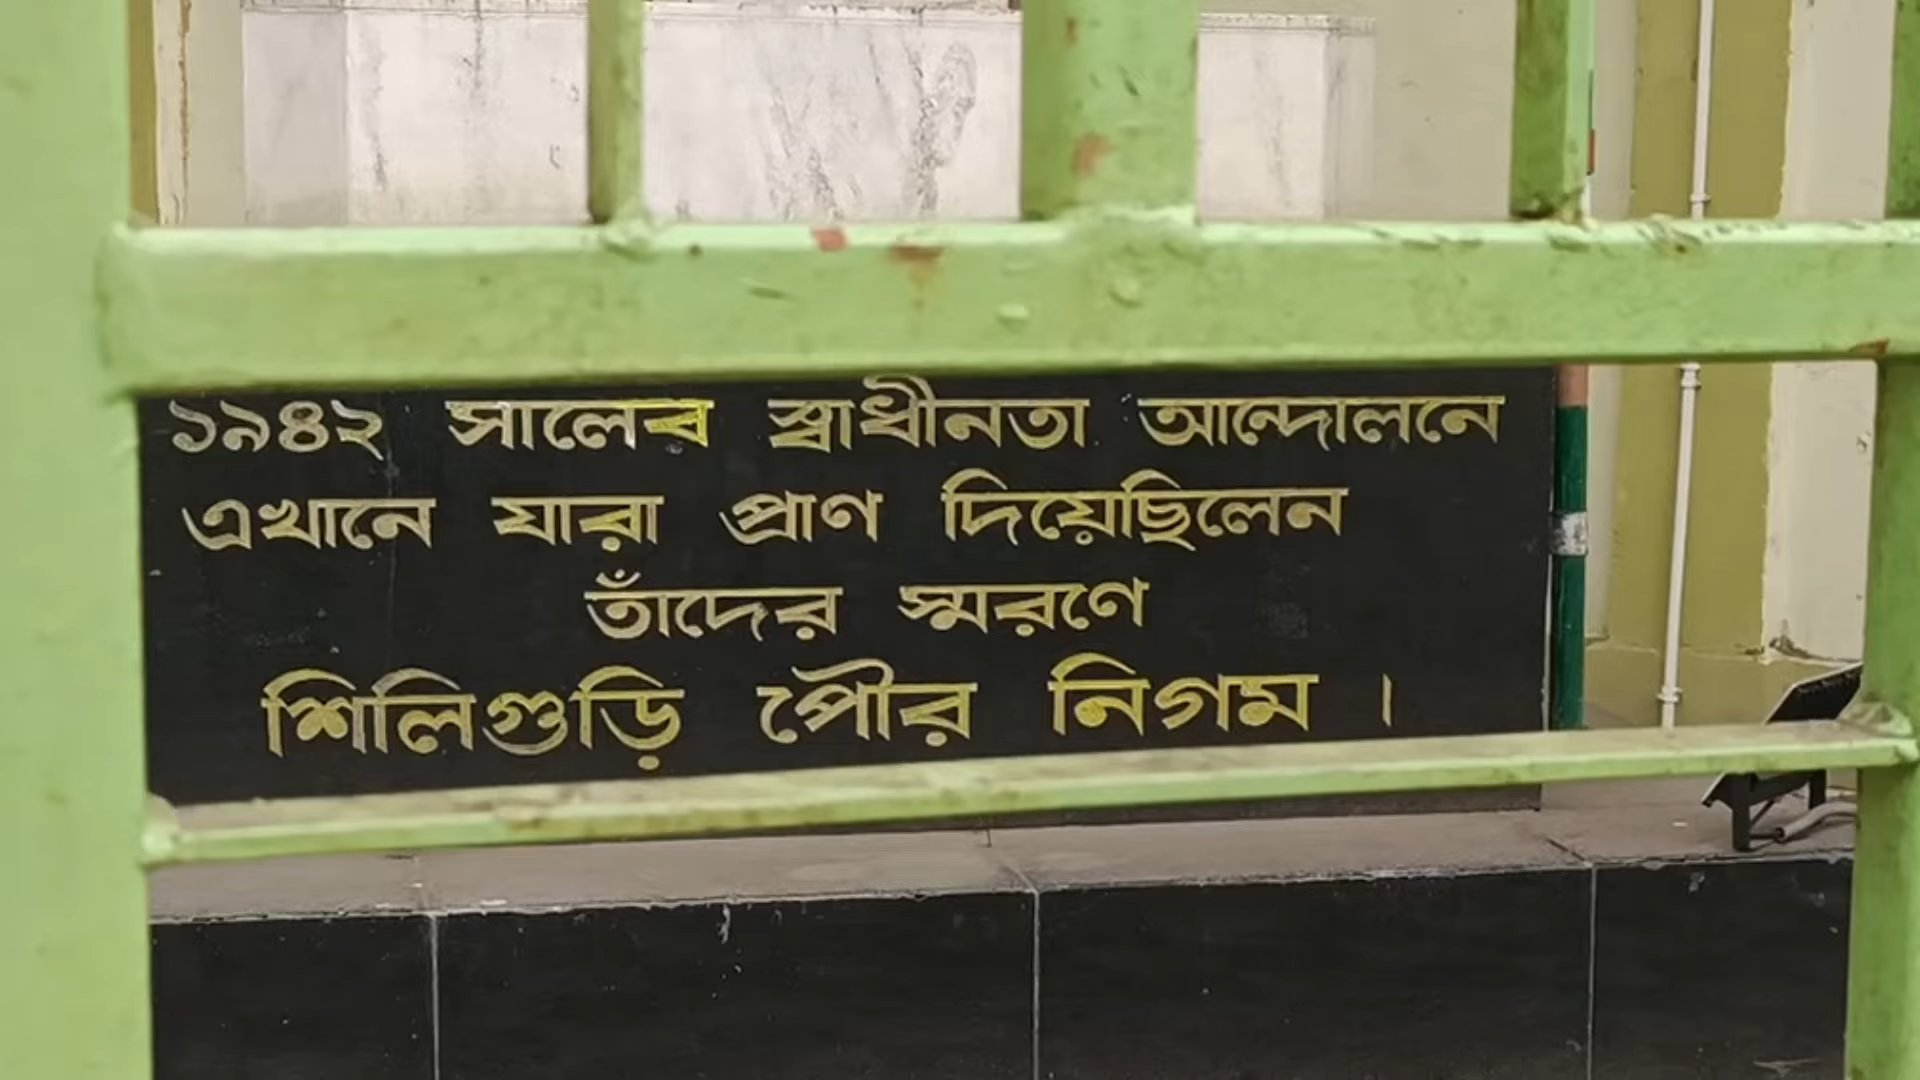 ১৯৪২ সালের স্বাধীনতা আন্দোলনে
এখানে যারা প্রাণ দিয়েছিলেন
তাঁদের স্মরণে
শিলিগুড়ি পৌর নিগম ।